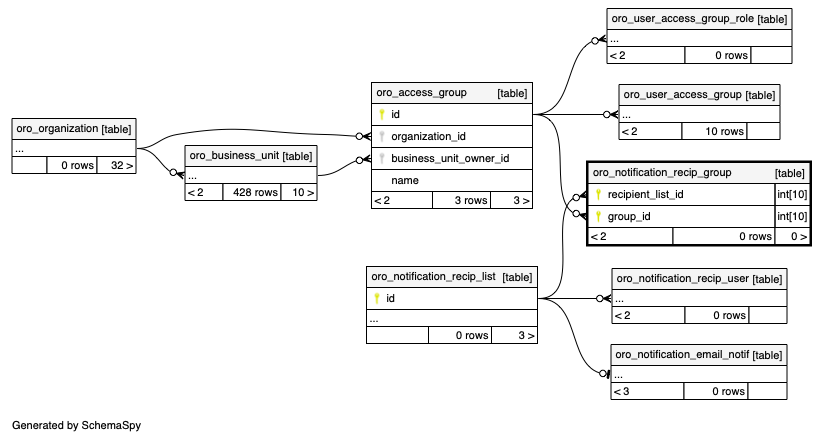 oro_user_access_group_role [table]
...
< 2 0 rows
oro_access_group [table]
id
organization_id
business_unit_owner_id
name
< 2 3 rows 3 >
oro_user_access_group [table]
...
< 2 10 rows
oro_organization [table]
...
0 rows 32 >
oro_business_unit [table]
...
< 2 428 rows 10 >
oro_notification_recip_group [table]
recipient_list_id int[10]
group_id int[10]
< 2 0 rows 0 >
oro_notification_recip_list [table]
id
...
0 rows 3 >
oro_notification_recip_user [table]
...
< 2 0 rows
oro_notification_email_notif [table]
...
< 3 0 rows
Generated by SchemaSpy